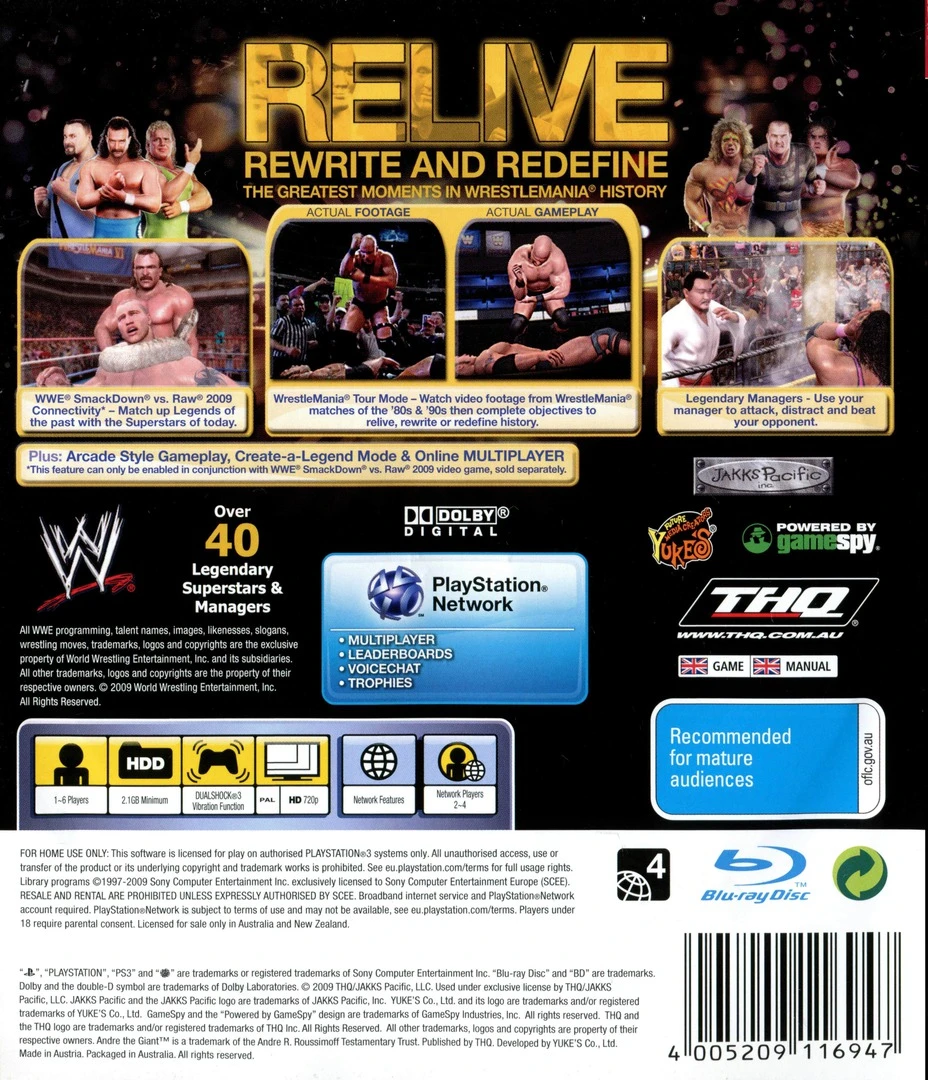 RELIVE
REWRITE AND REDEFINE
THE GREATEST MOMENTS IN WRESTLEMANIA® HISTORY
ACTUAL FOOTAGE
ACTUAL GAMEPLAY
WWE® SmackDown® vs. Raw® 2009
Connectivity* – Match up Legends of
the past with the Superstars of today.
WrestleMania® Tour Mode – Watch video footage from WrestleMania®
matches of the '80s & '90s then complete objectives to
relive, rewrite or redefine history.
Legendary Managers - Use your
manager to attack, distract and beat
your opponent.
Plus: Arcade Style Gameplay, Create-a-Legend Mode & Online MULTIPLAYER
*This feature can only be enabled in conjunction with WWE® SmackDown® vs. Raw® 2009 video game, sold separately.
JAKKS Pacific
inc.
W®
Over
40
Legendary
Superstars &
Managers
DOLBY®
DIGITAL
FUTURE MEDIA CREATORS
YUKE'S
POWERED BY
gamespy®
PlayStation®
Network
• MULTIPLAYER
• LEADERBOARDS
• VOICECHAT
• TROPHIES
THQ®
WWW.THQ.COM.AU
GAME
MANUAL
All WWE programming, talent names, images, likenesses, slogans,
wrestling moves, trademarks, logos and copyrights are the exclusive
property of World Wrestling Entertainment, Inc. and its subsidiaries.
All other trademarks, logos and copyrights are the property of their
respective owners. © 2009 World Wrestling Entertainment, Inc.
All Rights Reserved.
Recommended
for mature
audiences
oflc.gov.au
HDD
1-6 Players
2.1GB Minimum
DUALSHOCK®3
Vibration Function
PAL
HD 720p
Network Features
Network Players
2-4
FOR HOME USE ONLY: This software is licensed for play on authorised PLAYSTATION®3 systems only. All unauthorised access, use or
transfer of the product or its underlying copyright and trademark works is prohibited. See eu.playstation.com/terms for full usage rights.
Library programs ©1997-2009 Sony Computer Entertainment Inc. exclusively licensed to Sony Computer Entertainment Europe (SCEE).
RESALE AND RENTAL ARE PROHIBITED UNLESS EXPRESSLY AUTHORISED BY SCEE. Broadband internet service and PlayStation®Network
account required. PlayStation®Network is subject to terms of use and may not be available, see eu.playstation.com/terms. Players under
18 require parental consent. Licensed for sale only in Australia and New Zealand.
4
Blu-ray Disc™
"", "PLAYSTATION", "PS3" and "" are trademarks or registered trademarks of Sony Computer Entertainment Inc. "Blu-ray Disc" and "BD" are trademarks.
Dolby and the double-D symbol are trademarks of Dolby Laboratories. © 2009 THQ/JAKKS Pacific, LLC. Used under exclusive license by THQ/JAKKS
Pacific, LLC. JAKKS Pacific and the JAKKS Pacific logo are trademarks of JAKKS Pacific, Inc. YUKE'S Co., Ltd. and its logo are trademarks and/or registered
trademarks of YUKE'S Co., Ltd. GameSpy and the "Powered by GameSpy" design are trademarks of GameSpy Industries, Inc. All rights reserved. THQ and
the THQ logo are trademarks and/or registered trademarks of THQ Inc. All Rights Reserved. All other trademarks, logos and copyrights are property of their
respective owners. Andre the Giant™ is a trademark of the Andre R. Roussimoff Testamentary Trust. Published by THQ. Developed by YUKE'S Co., Ltd.
Made in Austria. Packaged in Australia. All rights reserved.
4 005209 116947